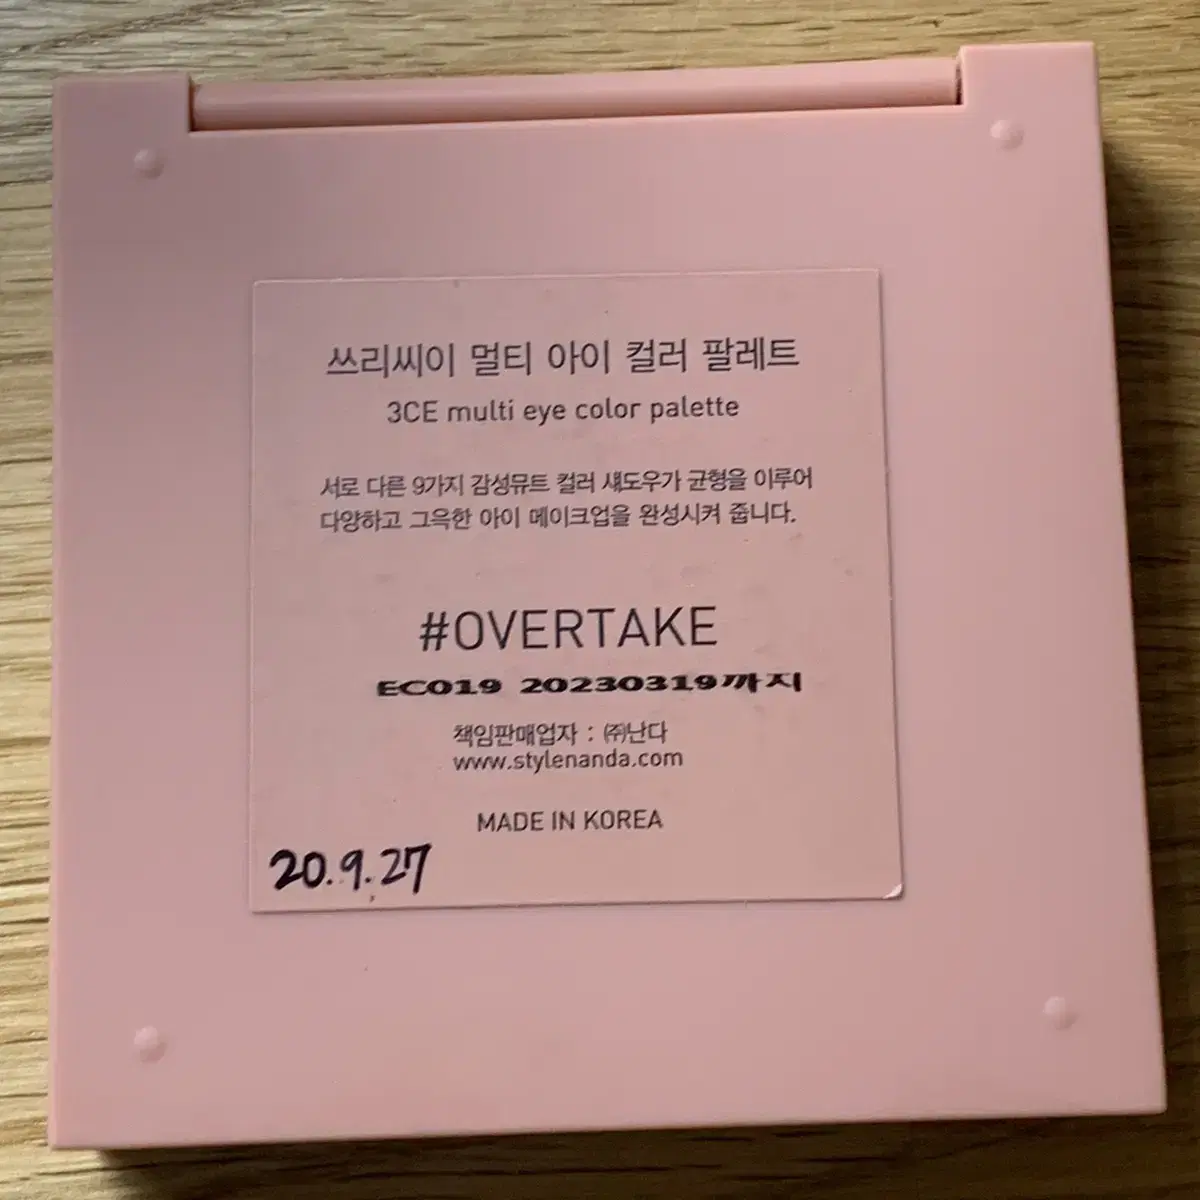 쓰리씨이 멀티 아이 컬러 팔레트
3CE multi eye color palette
서로 다른 9가지 감성뮤트 컬러 섀도우가 균형을 이루어
다양하고 그윽한 아이 메이크업을 완성시켜 줍니다.
#OVERTAKE
EC019 20230319까지
책임판매업자 : ㈜난다
www.stylenanda.com
MADE IN KOREA
20.9.27